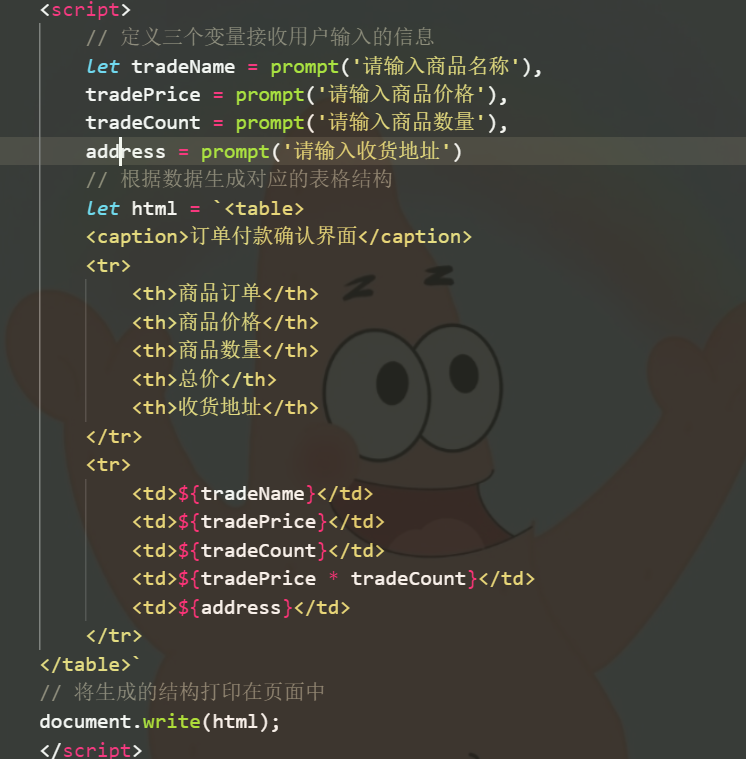 <script>
// 定义三个变量接收用户输入的信息
let tradeName = prompt('请输入商品名称'),
tradePrice = prompt('请输入商品价格'),
tradeCount = prompt('请输入商品数量'),
address = prompt('请输入收货地址')
// 根据数据生成对应的表格结构
let html = `<table>
<caption>订单付款确认界面</caption>
<tr>
<th>商品订单</th>
<th>商品价格</th>
<th>商品数量</th>
<th>总价</th>
<th>收货地址</th>
</tr>
<tr>
<td>${tradeName}</td>
<td>${tradePrice}</td>
<td>${tradeCount}</td>
<td>${tradePrice * tradeCount}</td>
<td>${address}</td>
</tr>
</table>`
// 将生成的结构打印在页面中
document.write(html);
</script>